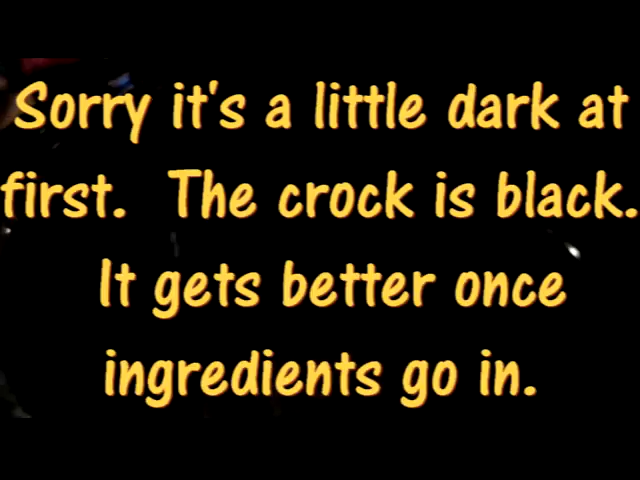 Sorry it's a little dark at
first. The crock is black.
It gets better once
ingredients go in.